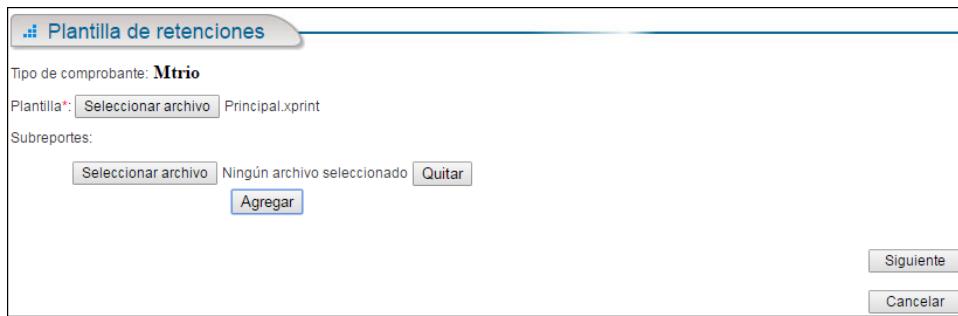 Plantilla de retenciones
Tipo de comprobante: Mtrio
Plantilla*: Seleccionar archivo Principal.xprint
Subreportes:
Seleccionar archivo Ningún archivo seleccionado Quitar
Agregar
Siguiente
Cancelar